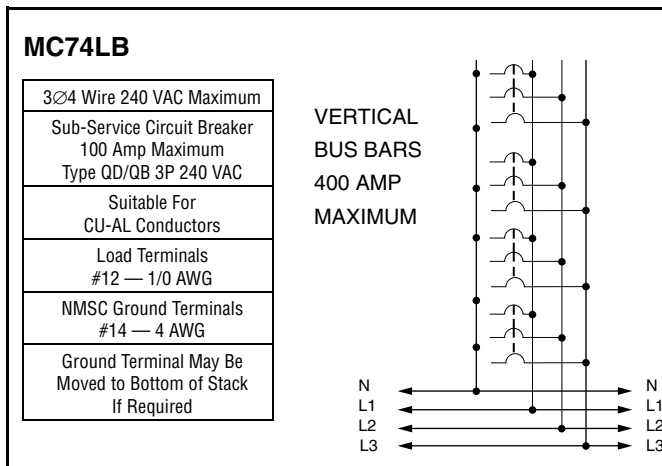 MC74LB
3∅4 Wire 240 VAC Maximum
Sub-Service Circuit Breaker
100 Amp Maximum
Type QD/QB 3P 240 VAC
Suitable For
CU-AL Conductors
Load Terminals
#12 — 1/0 AWG
NMSC Ground Terminals
#14 — 4 AWG
Ground Terminal May Be
Moved to Bottom of Stack
If Required
VERTICAL
BUS BARS
400 AMP
MAXIMUM
N N
L1 L1
L2 L2
L3 L3